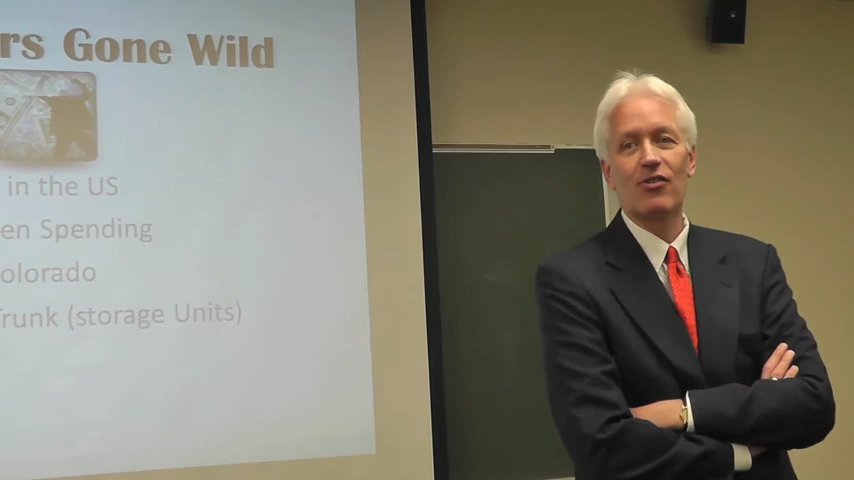 rs Gone Wild
in the US
en Spending
olorado
Trunk (storage Units)